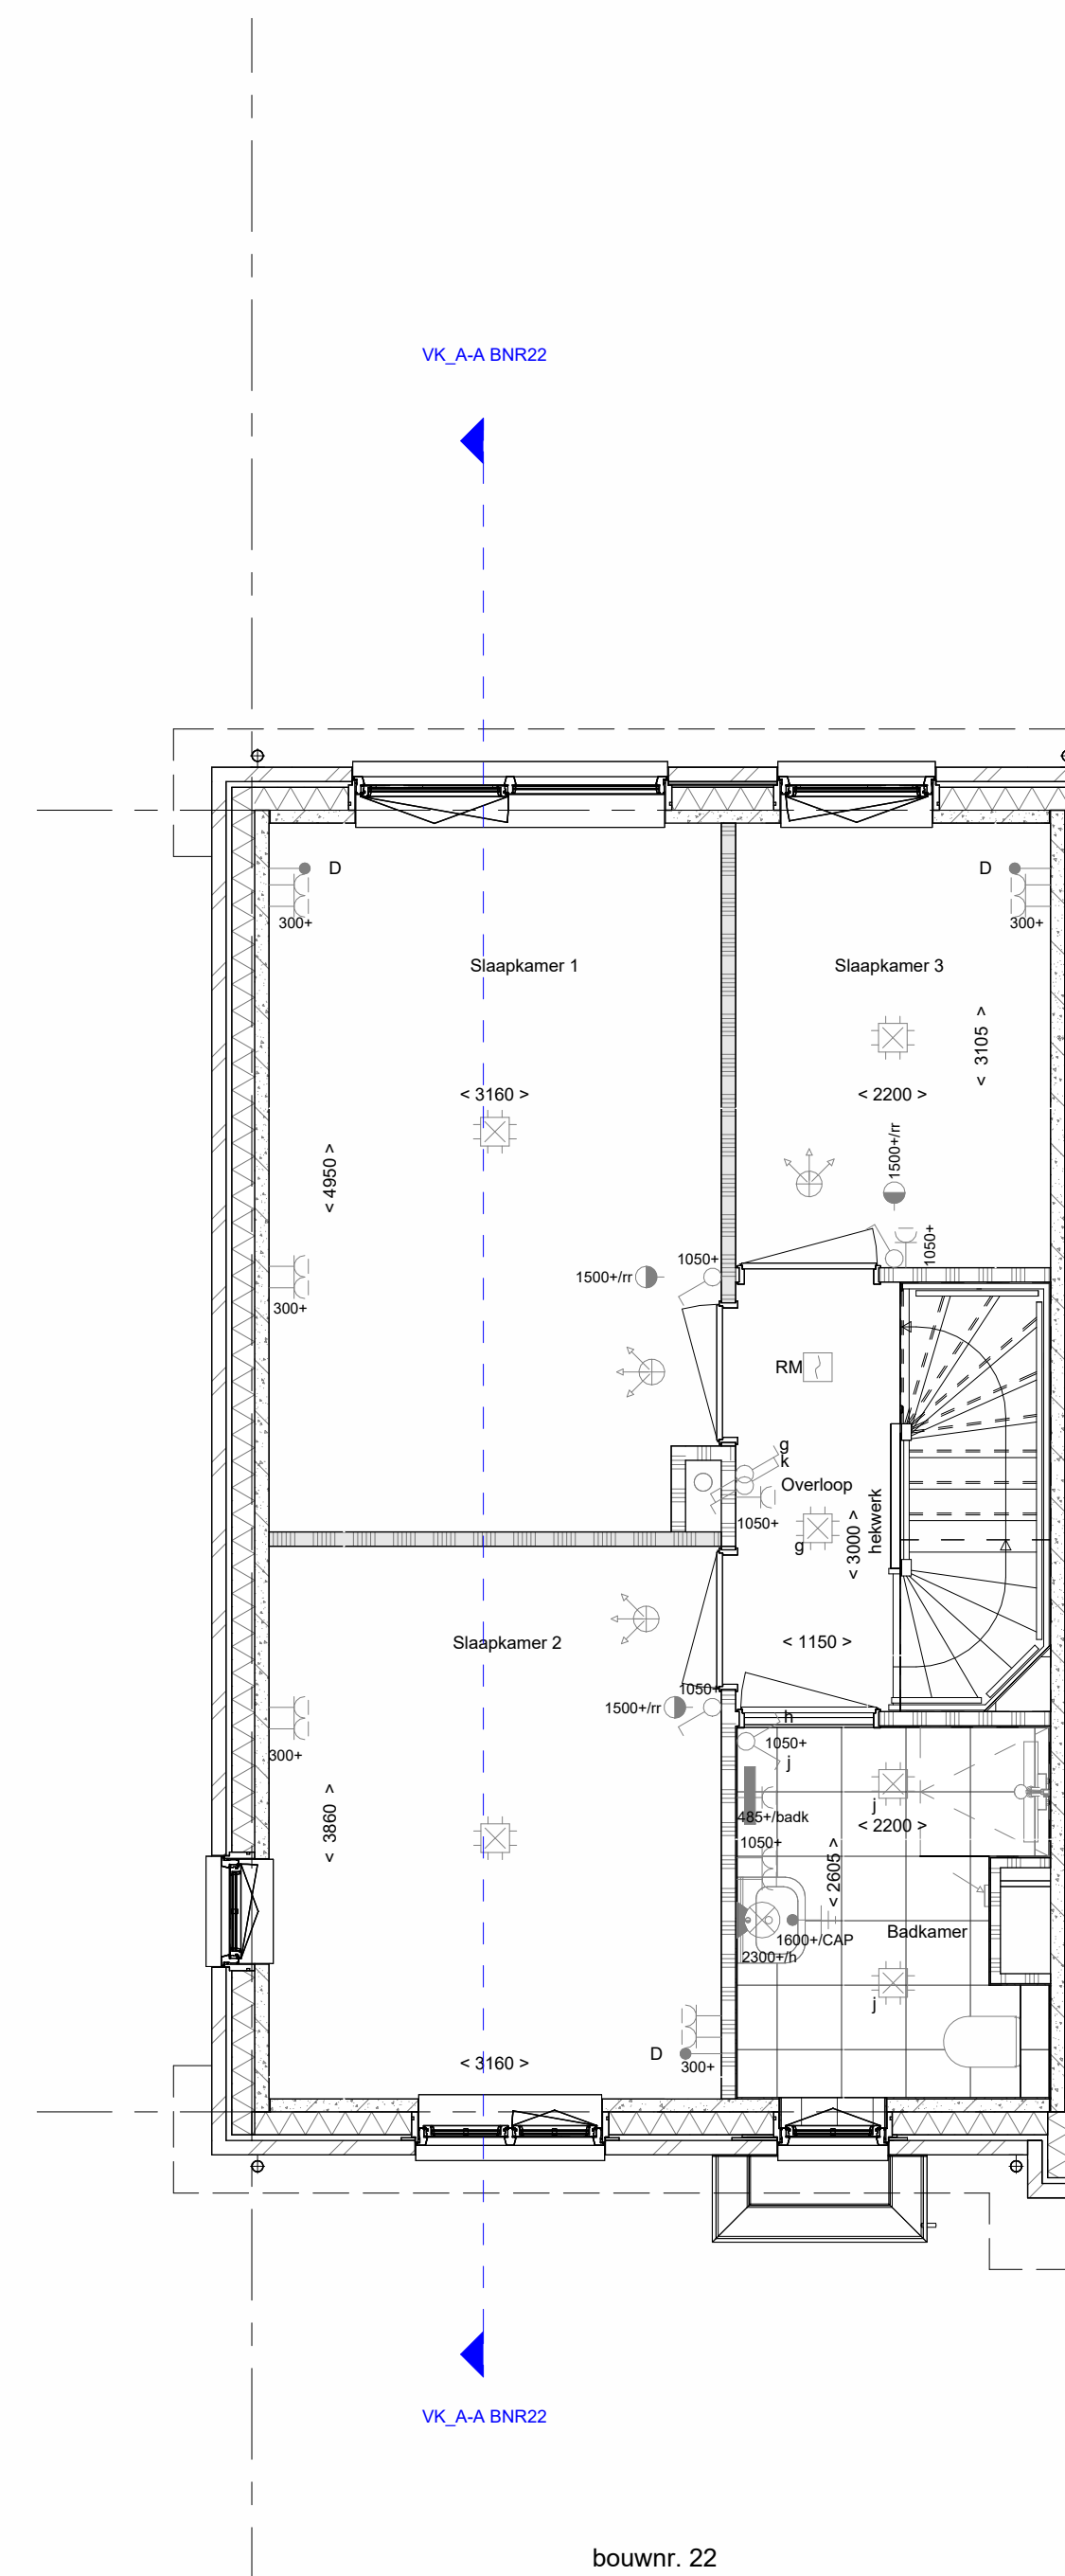 VK_A-A BNR22
D
300+
D
300+
Slaapkamer 1
Slaapkamer 3
< 3105 >
< 3160 >
< 2200 >
< 4950 >
1500+/rr
1050+
1050+
1500+/rr
300+
RM
g
k
Overloop
1050+
g
< 3000 >
hekwerk
Slaapkamer 2
< 1150 >
1050+
1500+/rr
h
1050+
j
300+
j
485+/badk
< 2200 >
1050+
< 3860 >
< 2605 >
Badkamer
1600+/CAP
2300+/h
j
D
300+
< 3160 >
VK_A-A BNR22
bouwnr. 22